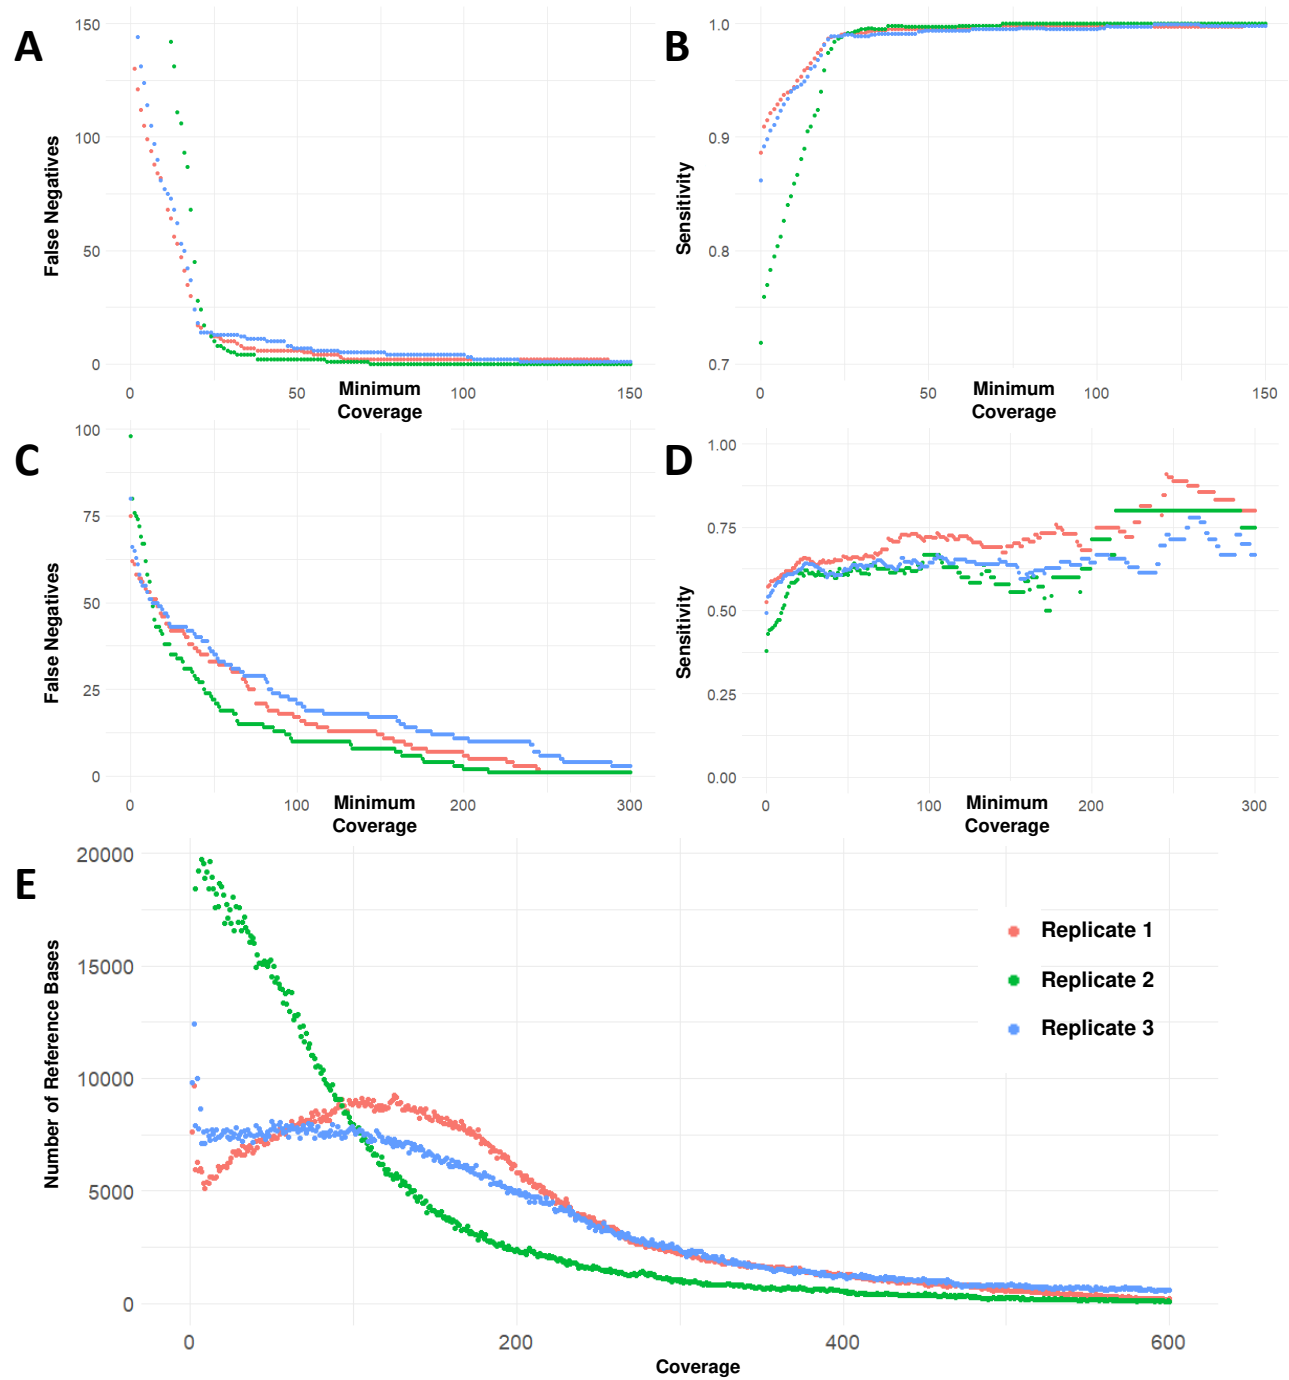 A
150
100
50
0
False Negatives
0
50
100
150
Minimum
Coverage
B
1.0
0.9
0.8
0.7
Sensitivity
0
50
100
150
Minimum
Coverage
C
100
75
50
25
0
False Negatives
0
100
200
300
Minimum
Coverage
D
1.00
0.75
0.50
0.25
0.00
Sensitivity
0
100
200
300
Minimum
Coverage
E
20000
15000
10000
5000
0
Number of Reference Bases
Replicate 1
Replicate 2
Replicate 3
0
200
400
600
Coverage